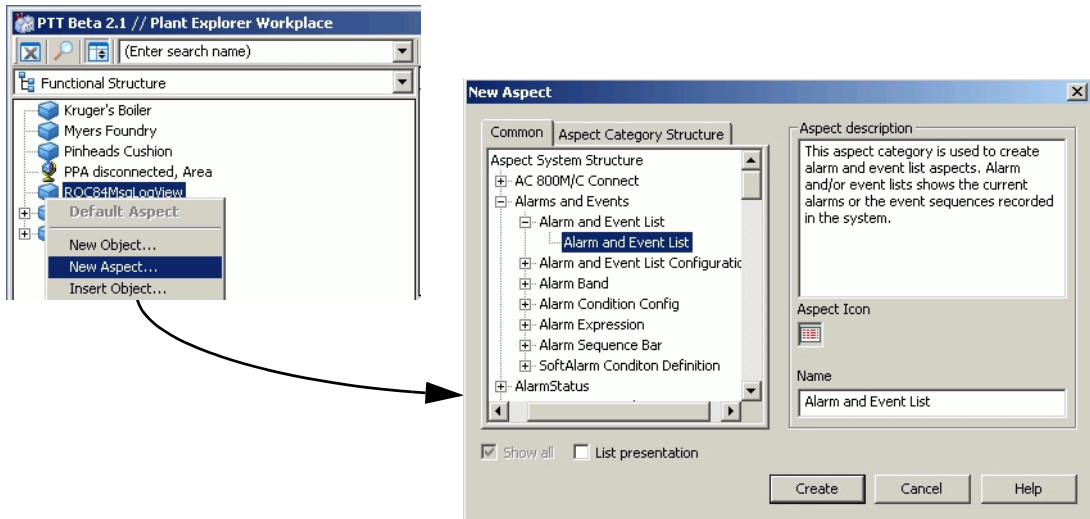 PTT Beta 2.1 // Plant Explorer Workplace
(Enter search name)
Functional Structure
Kruger's Boiler
Myers Foundry
Pinheads Cushion
PPA disconnected, Area
ROC84MsgLogView
Default Aspect
New Object...
New Aspect...
Insert Object...
New Aspect
Common
Aspect Category Structure
Aspect System Structure
AC 800M/C Connect
Alarms and Events
Alarm and Event List
Alarm and Event List
Alarm and Event List Configuratic
Alarm Band
Alarm Condition Config
Alarm Expression
Alarm Sequence Bar
SoftAlarm Conditon Definition
AlarmStatus
Show all
List presentation
Aspect description
This aspect category is used to create
alarm and event list aspects. Alarm
and/or event lists shows the current
alarms or the event sequences recorded
in the system.
Aspect Icon
Name
Alarm and Event List
Create
Cancel
Help